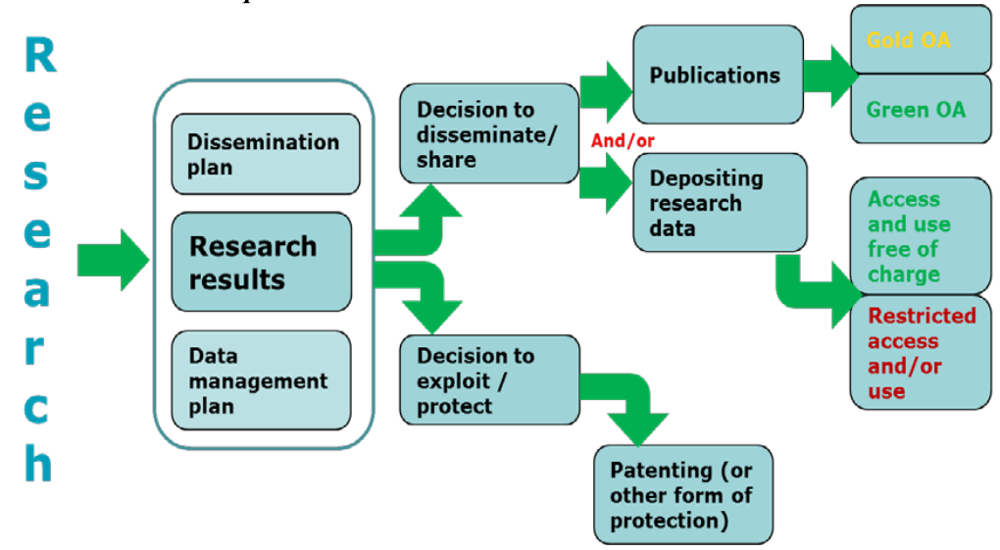 Research
Dissemination
plan
Research
results
Data
management
plan
Decision to
disseminate/
share
And/or
Publications
Gold OA
Green OA
Depositing
research
data
Access
and use
free of
charge
Restricted
access
and/or
use
Decision to
exploit /
protect
Patenting (or
other form of
protection)